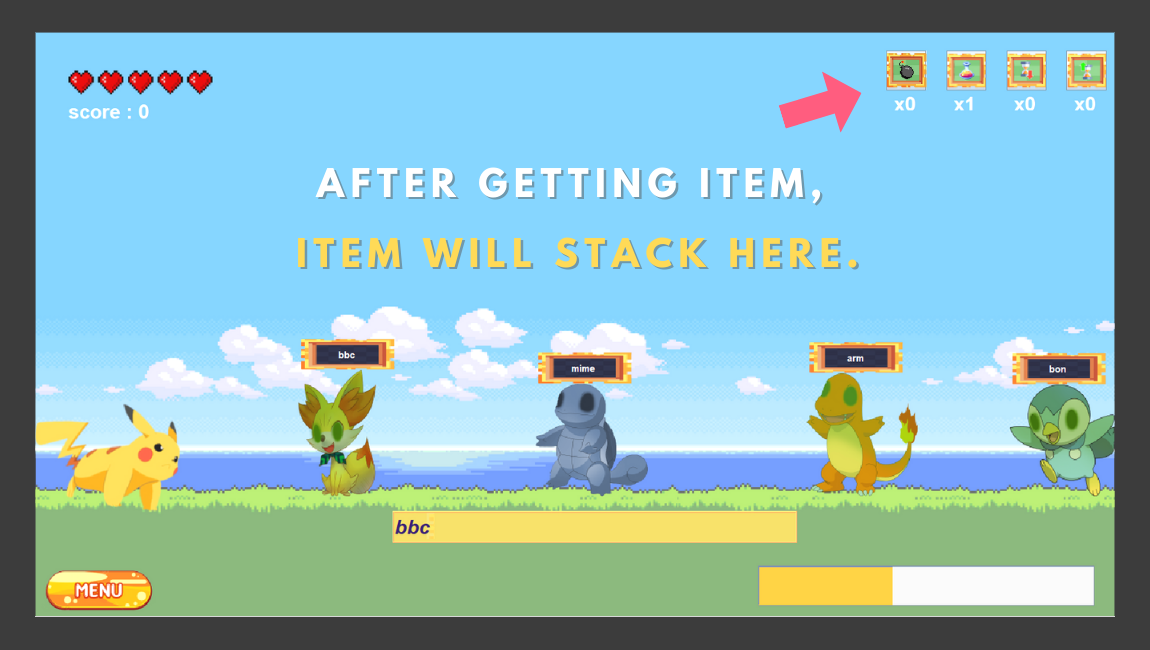 score : 0
x0 x1 x0 x0
AFTER GETTING ITEM,
ITEM WILL STACK HERE.
bbc
mime
arm
bon
bbc
MENU